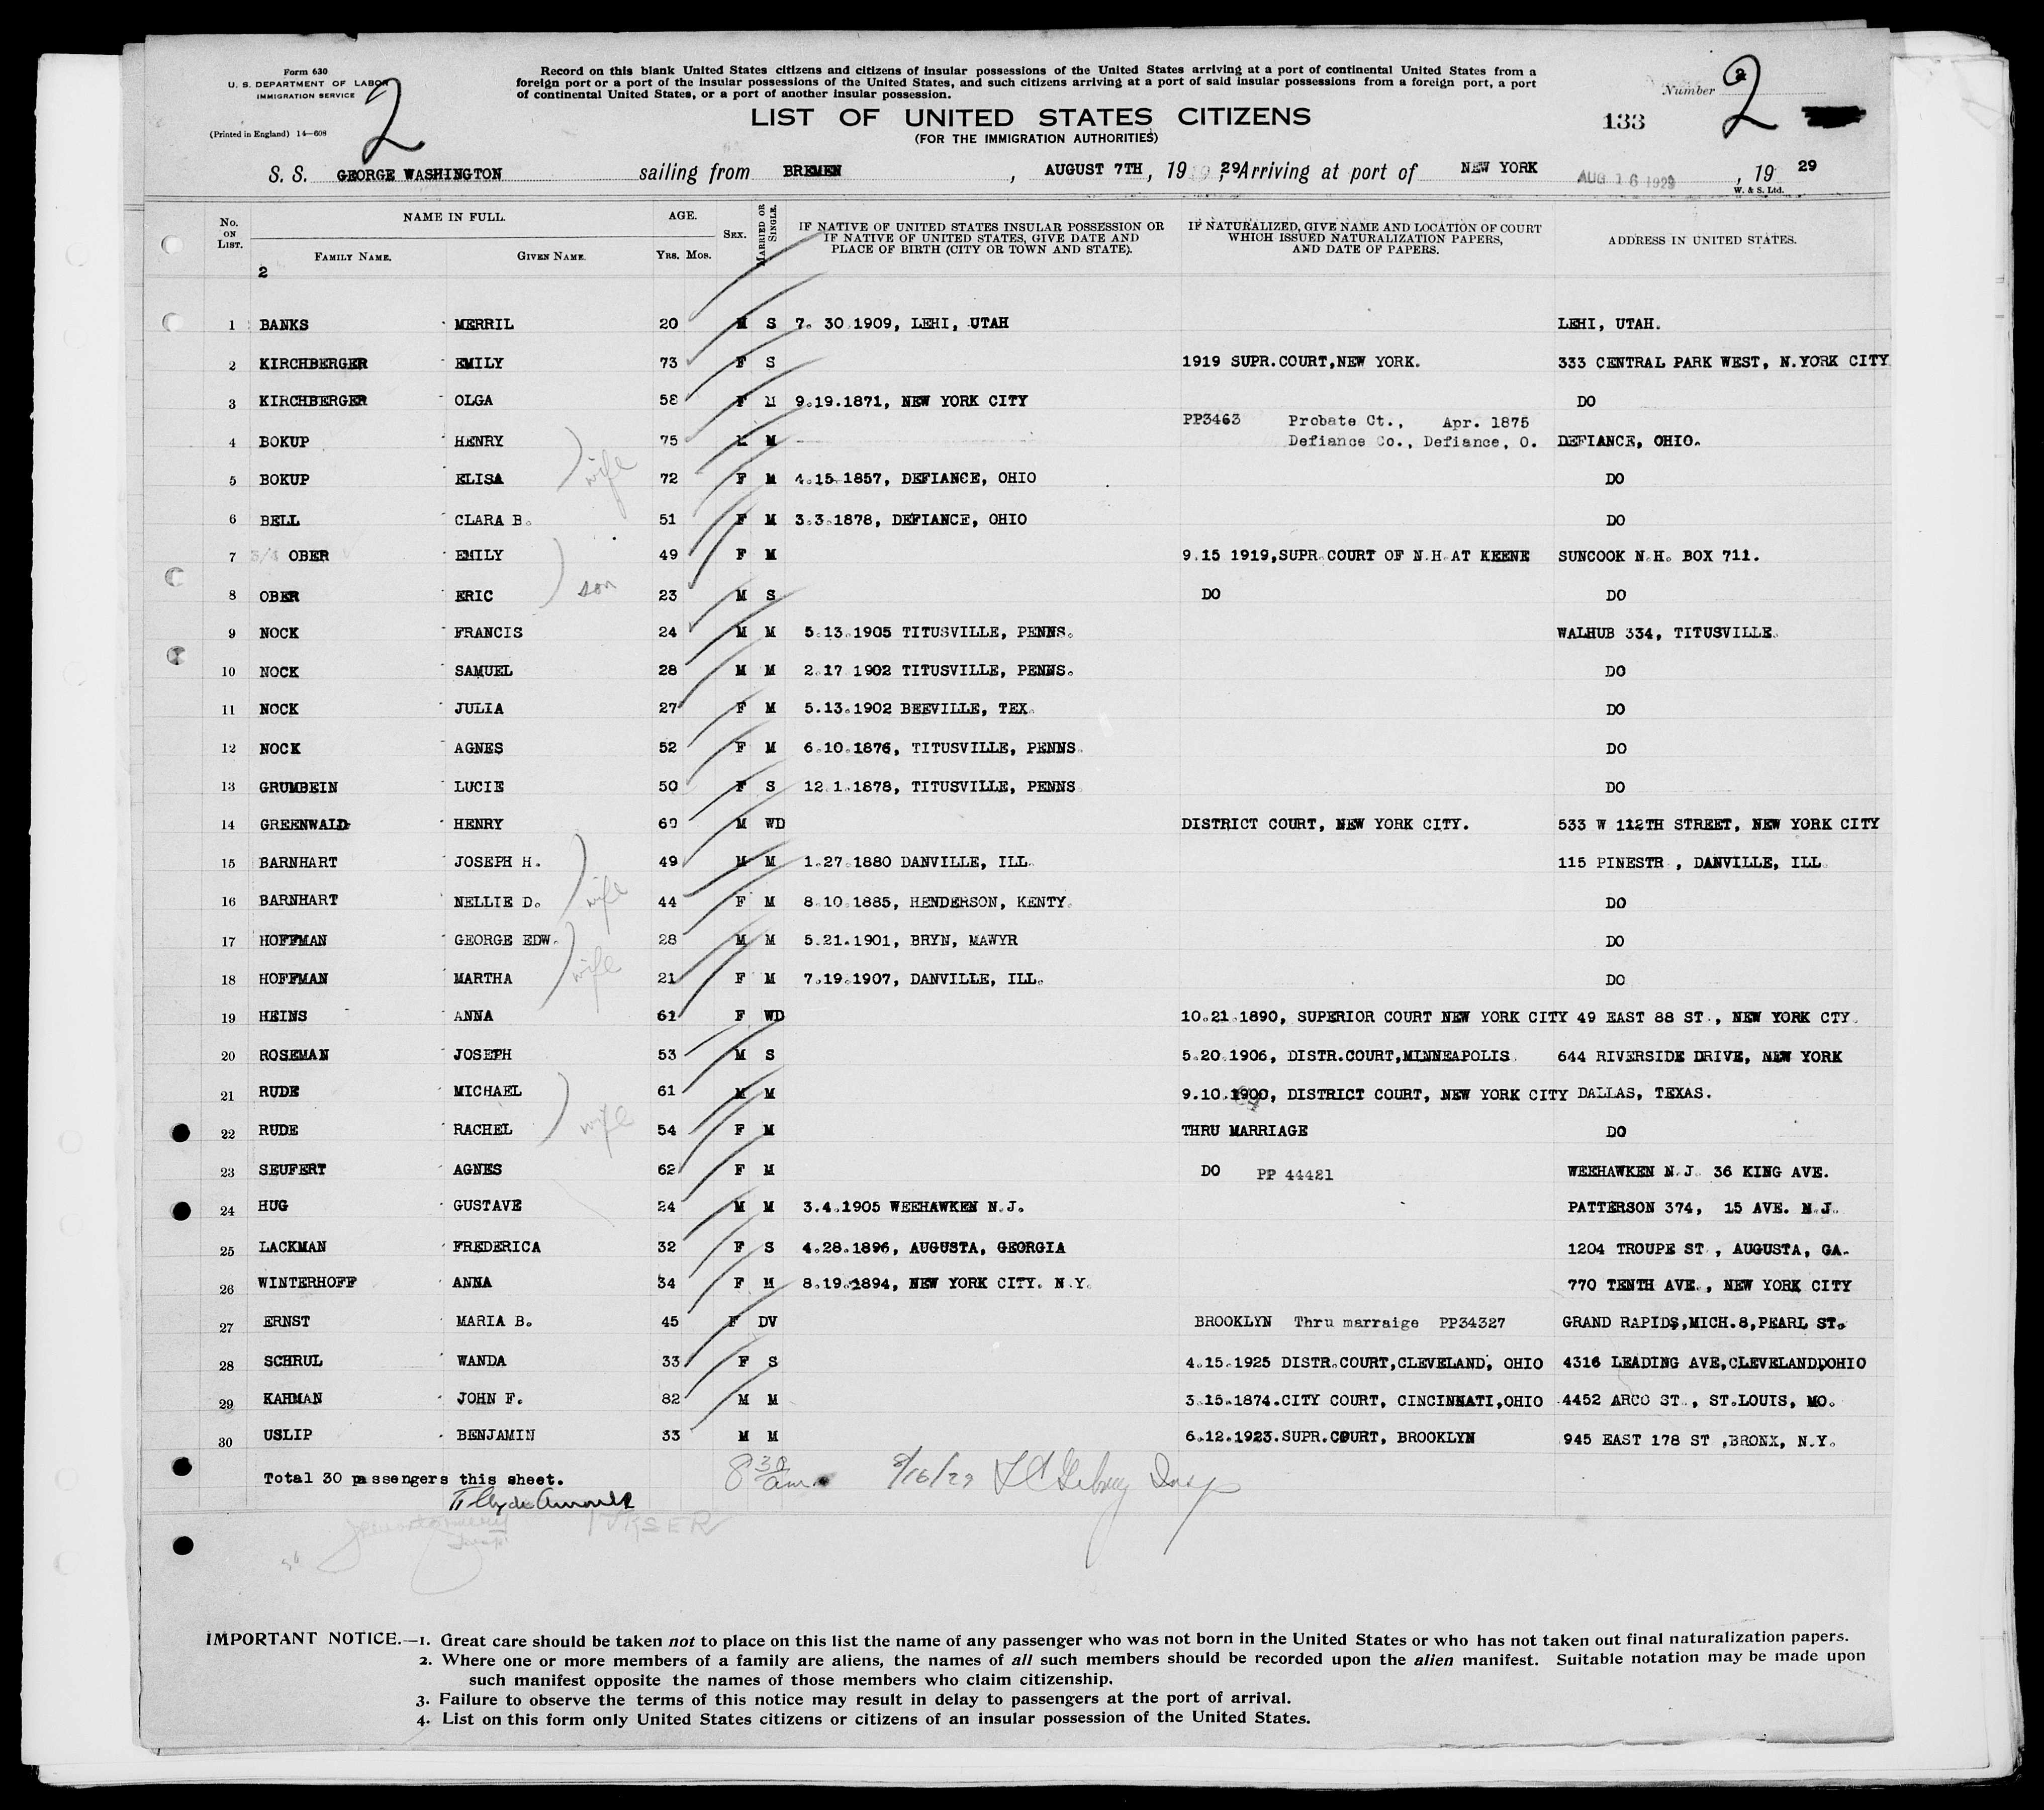 Form 630
U. S. DEPARTMENT OF LABOR
IMMIGRATION SERVICE
(Printed in England) 14—608
2
Record on this blank United States citizens and citizens of insular possessions of the United States arriving at a port of continental United States from a
foreign port or a port of the insular possessions of the United States, and such citizens arriving at a port of said insular possessions from a foreign port, a port
of continental United States, or a port of another insular possession.
LIST OF UNITED STATES CITIZENS
(FOR THE IMMIGRATION AUTHORITIES)
Number 2
133
S. S. GEORGE WASHINGTON sailing from BREMEN , AUGUST 7TH, 19 29 Arriving at port of NEW YORK AUG 16 1929 , 19 29
W. & S. Ltd.
No. ON LIST. NAME IN FULL. FAMILY NAME. GIVEN NAME. AGE. YRS. MOS. SEX. MARRIED OR SINGLE. IF NATIVE OF UNITED STATES INSULAR POSSESSION OR IF NATIVE OF UNITED STATES, GIVE DATE AND PLACE OF BIRTH (CITY OR TOWN AND STATE). IF NATURALIZED, GIVE NAME AND LOCATION OF COURT WHICH ISSUED NATURALIZATION PAPERS, AND DATE OF PAPERS. ADDRESS IN UNITED STATES.
2
1 BANKS MERRIL 20 M S 7. 30.1909, LEHI, UTAH LEHI, UTAH.
2 KIRCHBERGER EMILY 73 F S 1919 SUPR.COURT,NEW YORK. 333 CENTRAL PARK WEST, N.YORK CITY
3 KIRCHBERGER OLGA 58 F M 9.19.1871, NEW YORK CITY DO
PP3463 Probate Ct., Apr. 1875
4 BOKUP HENRY 75 M M Defiance Co., Defiance, O. DEFIANCE, OHIO.
wife
5 BOKUP ELISA 72 F M 4.15.1857, DEFIANCE, OHIO DO
6 BELL CLARA B. 51 F M 3.3.1878, DEFIANCE, OHIO DO
7 3/4 OBER EMILY 49 F M 9.15 1919,SUPR.COURT OF N.H.AT KEENE SUNCOOK N.H. BOX 711.
son
8 OBER ERIC 23 M S DO DO
9 NOCK FRANCIS 24 M M 5.13.1905 TITUSVILLE, PENNS. WALHUB 334, TITUSVILLE.
10 NOCK SAMUEL 28 M M 2.17 1902 TITUSVILLE, PENNS. DO
11 NOCK JULIA 27 F M 5.13.1902 BEEVILLE, TEX. DO
12 NOCK AGNES 52 F M 6.10.1876, TITUSVILLE, PENNS. DO
13 GRUMBEIN LUCIE 50 F S 12.1.1878, TITUSVILLE, PENNS DO
14 GREENWALD HENRY 60 M WD DISTRICT COURT, NEW YORK CITY. 533 W 112TH STREET, NEW YORK CITY
15 BARNHART JOSEPH H. 49 M M 1.27.1880 DANVILLE, ILL. 115 PINESTR , DANVILLE, ILL.
wife
16 BARNHART NELLIE D. 44 F M 8.10.1885, HENDERSON, KENTY. DO
17 HOFFMAN GEORGE EDW. 28 M M 5.21.1901, BRYN, MAWYR DO
wife
18 HOFFMAN MARTHA 21 F M 7.19.1907, DANVILLE, ILL. DO
19 HEINS ANNA 61 F WD 10.21.1890, SUPERIOR COURT NEW YORK CITY 49 EAST 88 ST., NEW YORK CTY.
20 ROSEMAN JOSEPH 53 M S 5.20.1906, DISTR.COURT,MINNEAPOLIS. 644 RIVERSIDE DRIVE, NEW YORK
21 RUDE MICHAEL 61 M M 9.10.1900, DISTRICT COURT, NEW YORK CITY DALLAS, TEXAS.
wife
22 RUDE RACHEL 54 F M THRU MARRIAGE DO
23 SEUFERT AGNES 62 F M DO PP 44421 WEEHAWKEN N.J. 36 KING AVE.
24 HUG GUSTAVE 24 M M 3.4.1905 WEEHAWKEN N.J. PATTERSON 374, 15 AVE. N.J.
25 LACKMAN FREDERICA 32 F S 4.28.1896, AUGUSTA, GEORGIA 1204 TROUPE ST., AUGUSTA, GA.
26 WINTERHOFF ANNA 34 F M 8.19.1894, NEW YORK CITY. N.Y. 770 TENTH AVE., NEW YORK CITY
27 ERNST MARIA B. 45 F DV BROOKLYN Thru marraige PP34327 GRAND RAPIDS,MICH.8,PEARL ST.
28 SCHRUL WANDA 33 F S 4.15.1925 DISTR.COURT,CLEVELAND, OHIO 4316 LEADING AVE,CLEVELANDDOHIO
29 KAHMAN JOHN F. 82 M M 3.15.1874.CITY COURT, CINCINNATI,OHIO 4452 ARCO ST., ST.LOUIS, MO.
30 USLIP BENJAMIN 33 M M 6.12.1923.SUPR.COURT, BROOKLYN 945 EAST 178 ST ,BRONX, N.Y.
Total 30 passengers this sheet.
8 30 am 8/16/29 Insp
PURSER
IMPORTANT NOTICE.—1. Great care should be taken not to place on this list the name of any passenger who was not born in the United States or who has not taken out final naturalization papers.
2. Where one or more members of a family are aliens, the names of all such members should be recorded upon the alien manifest. Suitable notation may be made upon
such manifest opposite the names of those members who claim citizenship.
3. Failure to observe the terms of this notice may result in delay to passengers at the port of arrival.
4. List on this form only United States citizens or citizens of an insular possession of the United States.